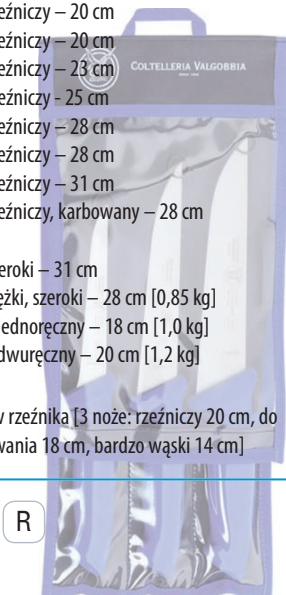 eźniczy – 20 cm
eźniczy – 20 cm
eźniczy – 23 cm
eźniczy - 25 cm
eźniczy – 28 cm
eźniczy – 28 cm
eźniczy – 31 cm
eźniczy, karbowany – 28 cm
eroki – 31 cm
ężki, szeroki – 28 cm [0,85 kg]
ednoręczny – 18 cm [1,0 kg]
dwuręczny – 20 cm [1,2 kg]
w rzeźnika [3 noże: rzeźniczy 20 cm, do
wania 18 cm, bardzo wąski 14 cm]
R
COLTELLERIA VALGOBBIA